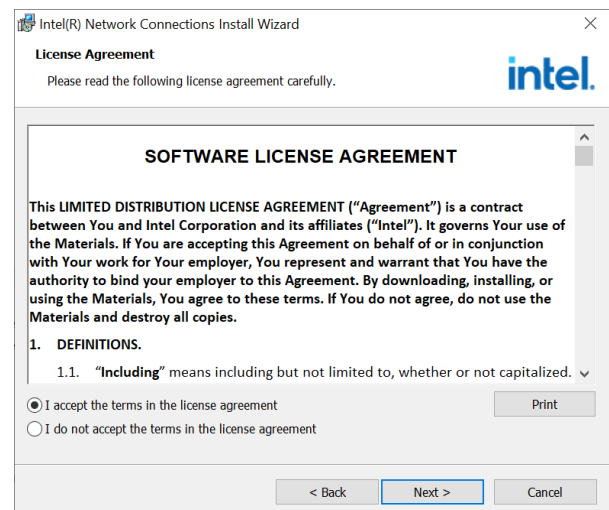 Intel(R) Network Connections Install Wizard
License Agreement
Please read the following license agreement carefully.
intel.
SOFTWARE LICENSE AGREEMENT
This LIMITED DISTRIBUTION LICENSE AGREEMENT (“Agreement”) is a contract
between You and Intel Corporation and its affiliates (“Intel”). It governs Your use of
the Materials. If You are accepting this Agreement on behalf of or in conjunction
with Your work for Your employer, You represent and warrant that You have the
authority to bind your employer to this Agreement. By downloading, installing, or
using the Materials, You agree to these terms. If You do not agree, do not use the
Materials and destroy all copies.
1. DEFINITIONS.
1.1. “Including” means including but not limited to, whether or not capitalized.
I accept the terms in the license agreement
Print
I do not accept the terms in the license agreement
< Back Next > Cancel